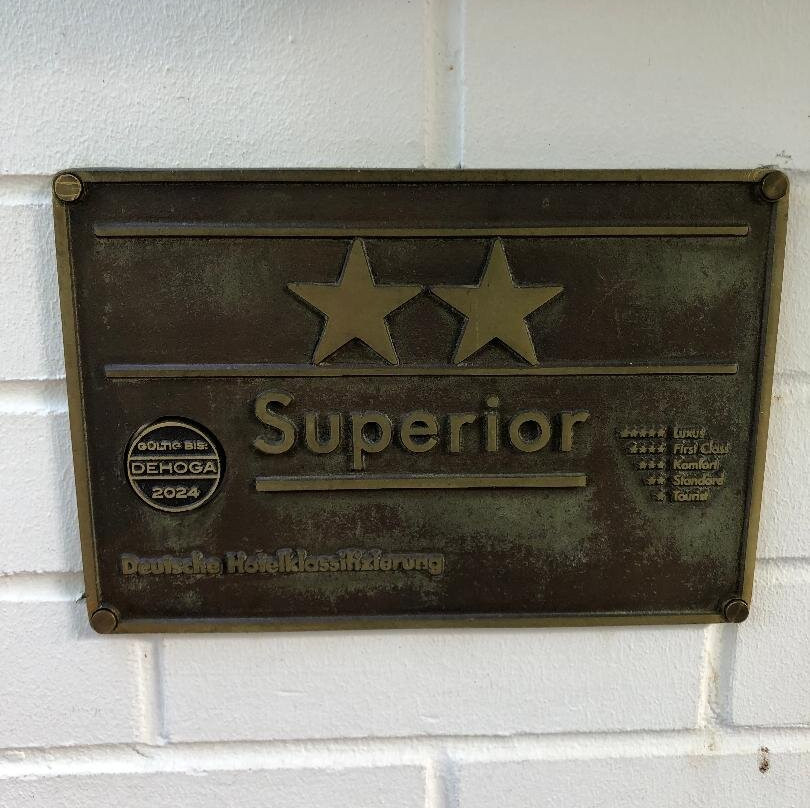 Superior
GÜLTIG BIS:
DEHOGA
2024
Luxus
First Class
Komfort
Standard
Tourist
Deutsche Hotelklassifizierung